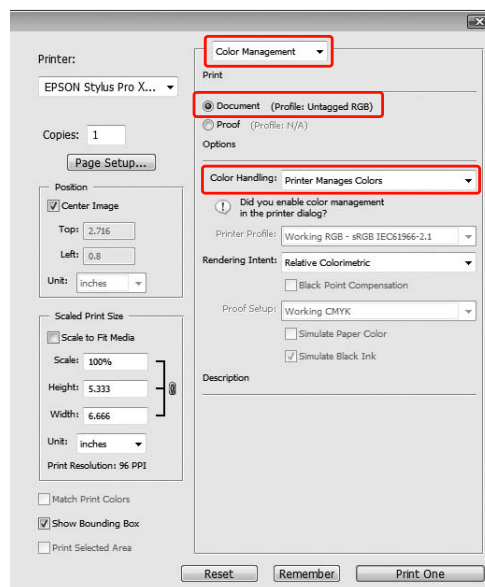 Printer:
EPSON Stylus Pro X...
Copies: 1
Page Setup...
Position
Center Image
Top: 2.716
Left: 0.8
Unit: inches
Scaled Print Size
Scale to Fit Media
Scale: 100%
Height: 5.333
Width: 6.666
Unit: inches
Print Resolution: 96 PPI
Match Print Colors
Show Bounding Box
Print Selected Area
Color Management
Print
Document (Profile: Untagged RGB)
Proof (Profile: N/A)
Options
Color Handling: Printer Manages Colors
Did you enable color management
in the printer dialog?
Printer Profile: Working RGB - sRGB IEC61966-2.1
Rendering Intent: Relative Colorimetric
Black Point Compensation
Proof Setup: Working CMYK
Simulate Paper Color
Simulate Black Ink
Description
Reset Remember Print One